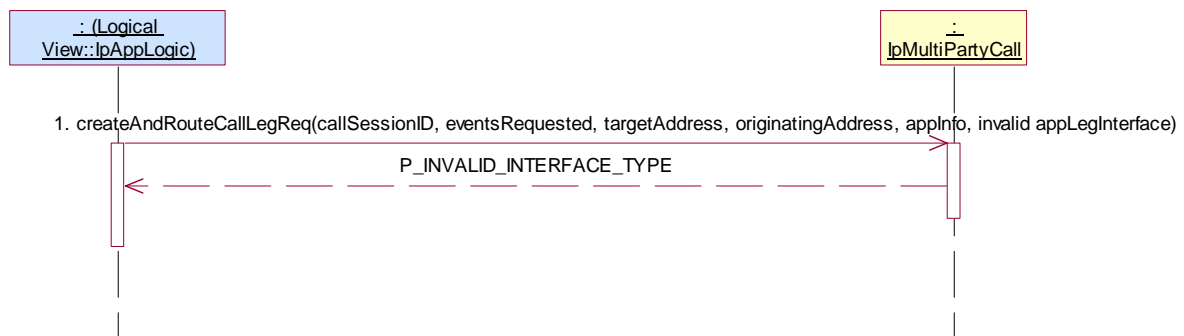 : (Logical
View::IpAppLogic)
:
IpMultiPartyCall
1. createAndRouteCallLegReq(callSessionID, eventsRequested, targetAddress, originatingAddress, appInfo, invalid appLegInterface)
P_INVALID_INTERFACE_TYPE